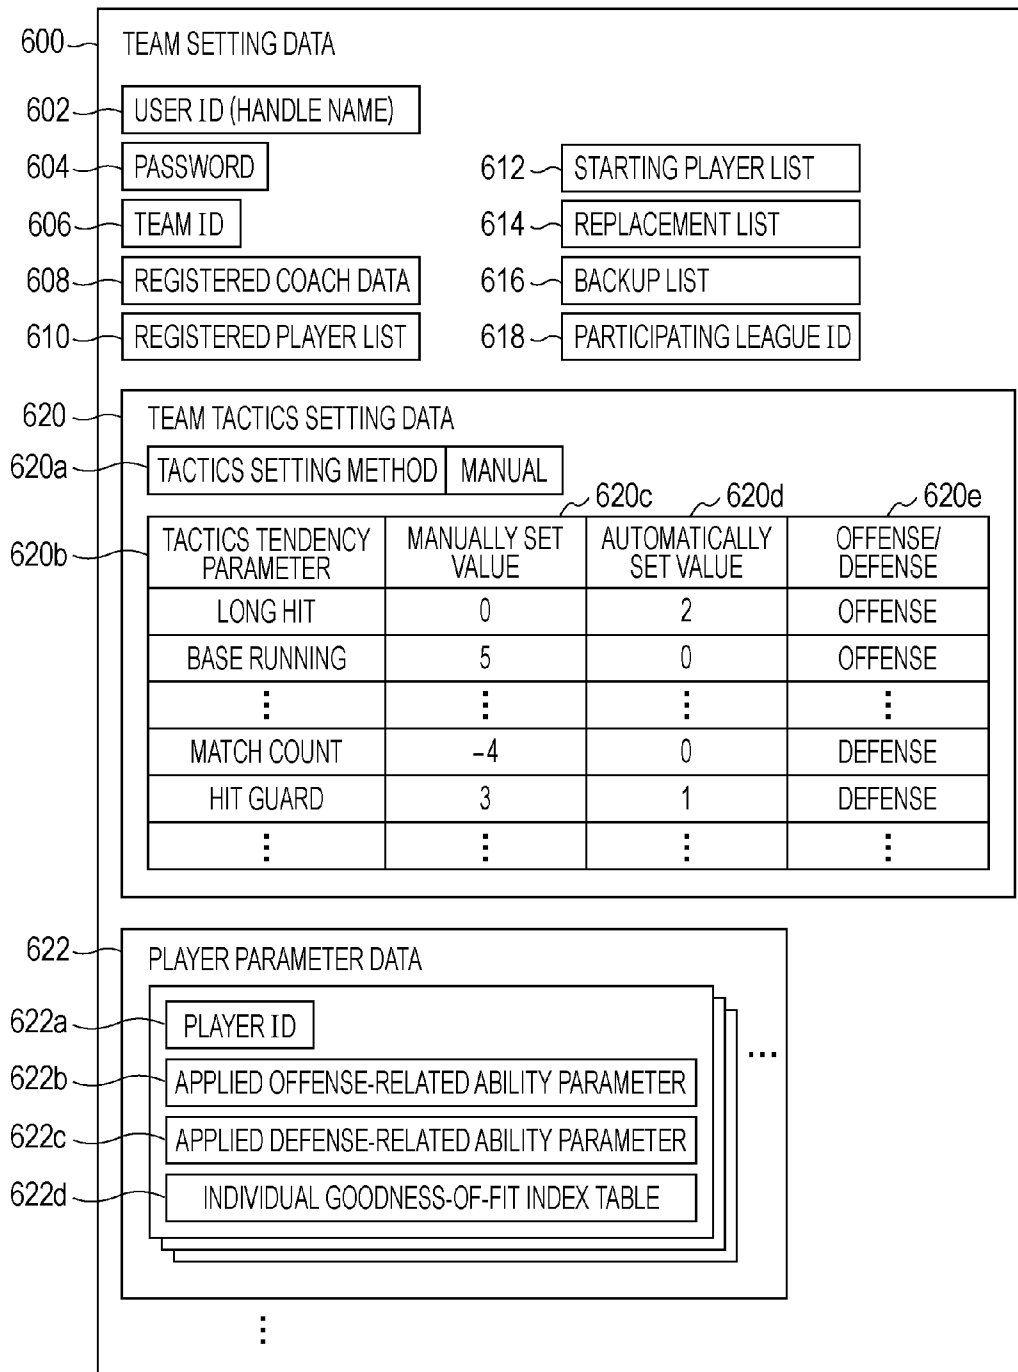 600 TEAM SETTING DATA
602 USER ID (HANDLE NAME)
604 PASSWORD
606 TEAM ID
608 REGISTERED COACH DATA
610 REGISTERED PLAYER LIST
612 STARTING PLAYER LIST
614 REPLACEMENT LIST
616 BACKUP LIST
618 PARTICIPATING LEAGUE ID
620 TEAM TACTICS SETTING DATA
620a TACTICS SETTING METHOD MANUAL
620c 620d 620e
620b TACTICS TENDENCY PARAMETER MANUALLY SET VALUE AUTOMATICALLY SET VALUE OFFENSE/ DEFENSE
LONG HIT 0 2 OFFENSE
BASE RUNNING 5 0 OFFENSE
⋮ ⋮ ⋮ ⋮
MATCH COUNT −4 0 DEFENSE
HIT GUARD 3 1 DEFENSE
⋮ ⋮ ⋮ ⋮
622 PLAYER PARAMETER DATA
622a PLAYER ID
...
622b APPLIED OFFENSE-RELATED ABILITY PARAMETER
622c APPLIED DEFENSE-RELATED ABILITY PARAMETER
622d INDIVIDUAL GOODNESS-OF-FIT INDEX TABLE
⋮